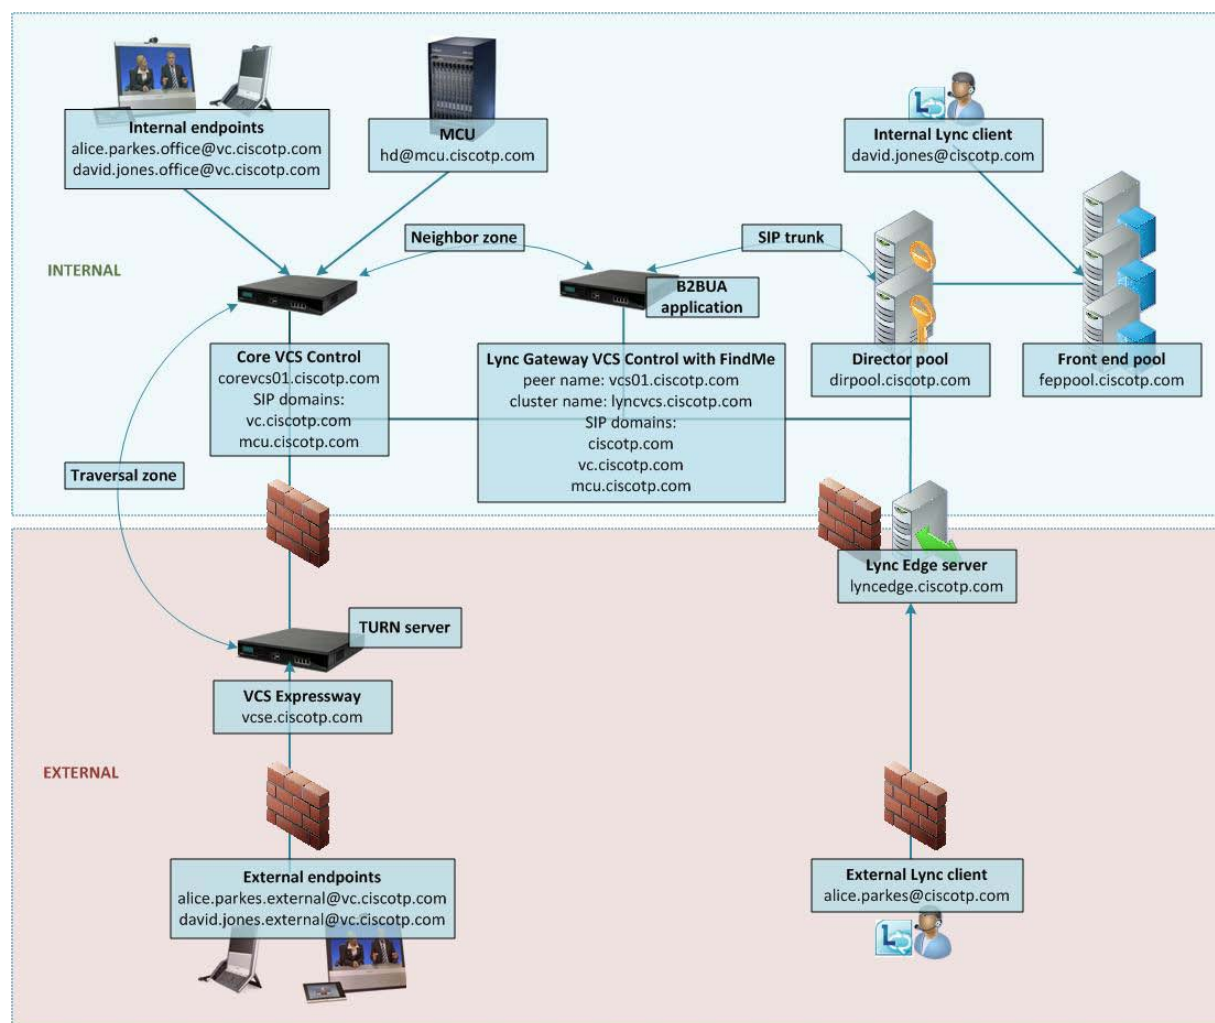 Internal endpoints
alice.parkes.office@vc.ciscotp.com
david.jones.office@vc.ciscotp.com
MCU
hd@mcu.ciscotp.com
Internal Lync client
david.jones@ciscotp.com
Neighbor zone
SIP trunk
INTERNAL
B2BUA
application
Core VCS Control
corevcs01.ciscotp.com
SIP domains:
vc.ciscotp.com
mcu.ciscotp.com
Lync Gateway VCS Control with FindMe
peer name: vcs01.ciscotp.com
cluster name: lyncvcs.ciscotp.com
SIP domains:
ciscotp.com
vc.ciscotp.com
mcu.ciscotp.com
Director pool
dirpool.ciscotp.com
Front end pool
feppool.ciscotp.com
Traversal zone
Lync Edge server
lyncedge.ciscotp.com
TURN server
VCS Expressway
vcse.ciscotp.com
EXTERNAL
External endpoints
alice.parkes.external@vc.ciscotp.com
david.jones.external@vc.ciscotp.com
External Lync client
alice.parkes@ciscotp.com